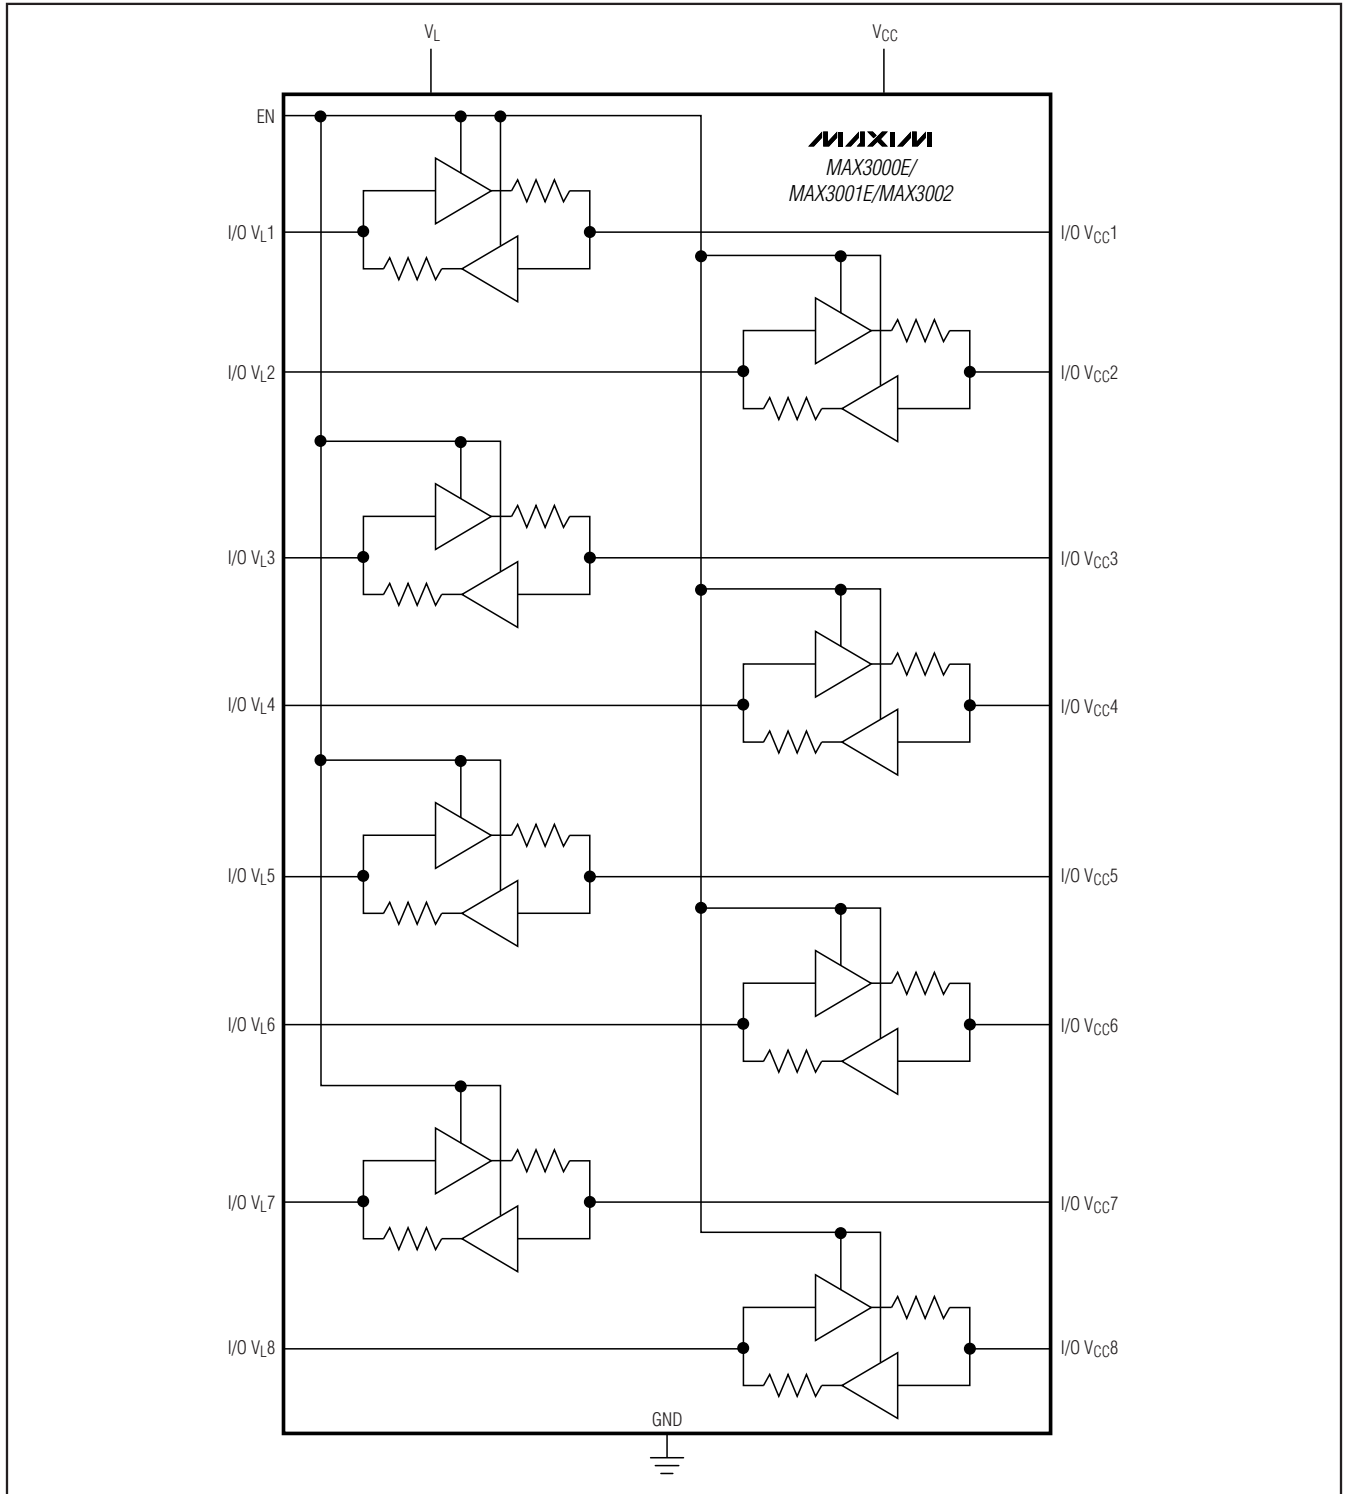 VL
VCC
EN
MAXIM
MAX3000E/
MAX3001E/MAX3002
I/O VL1
I/O VCC1
I/O VL2
I/O VCC2
I/O VL3
I/O VCC3
I/O VL4
I/O VCC4
I/O VL5
I/O VCC5
I/O VL6
I/O VCC6
I/O VL7
I/O VCC7
I/O VL8
I/O VCC8
GND